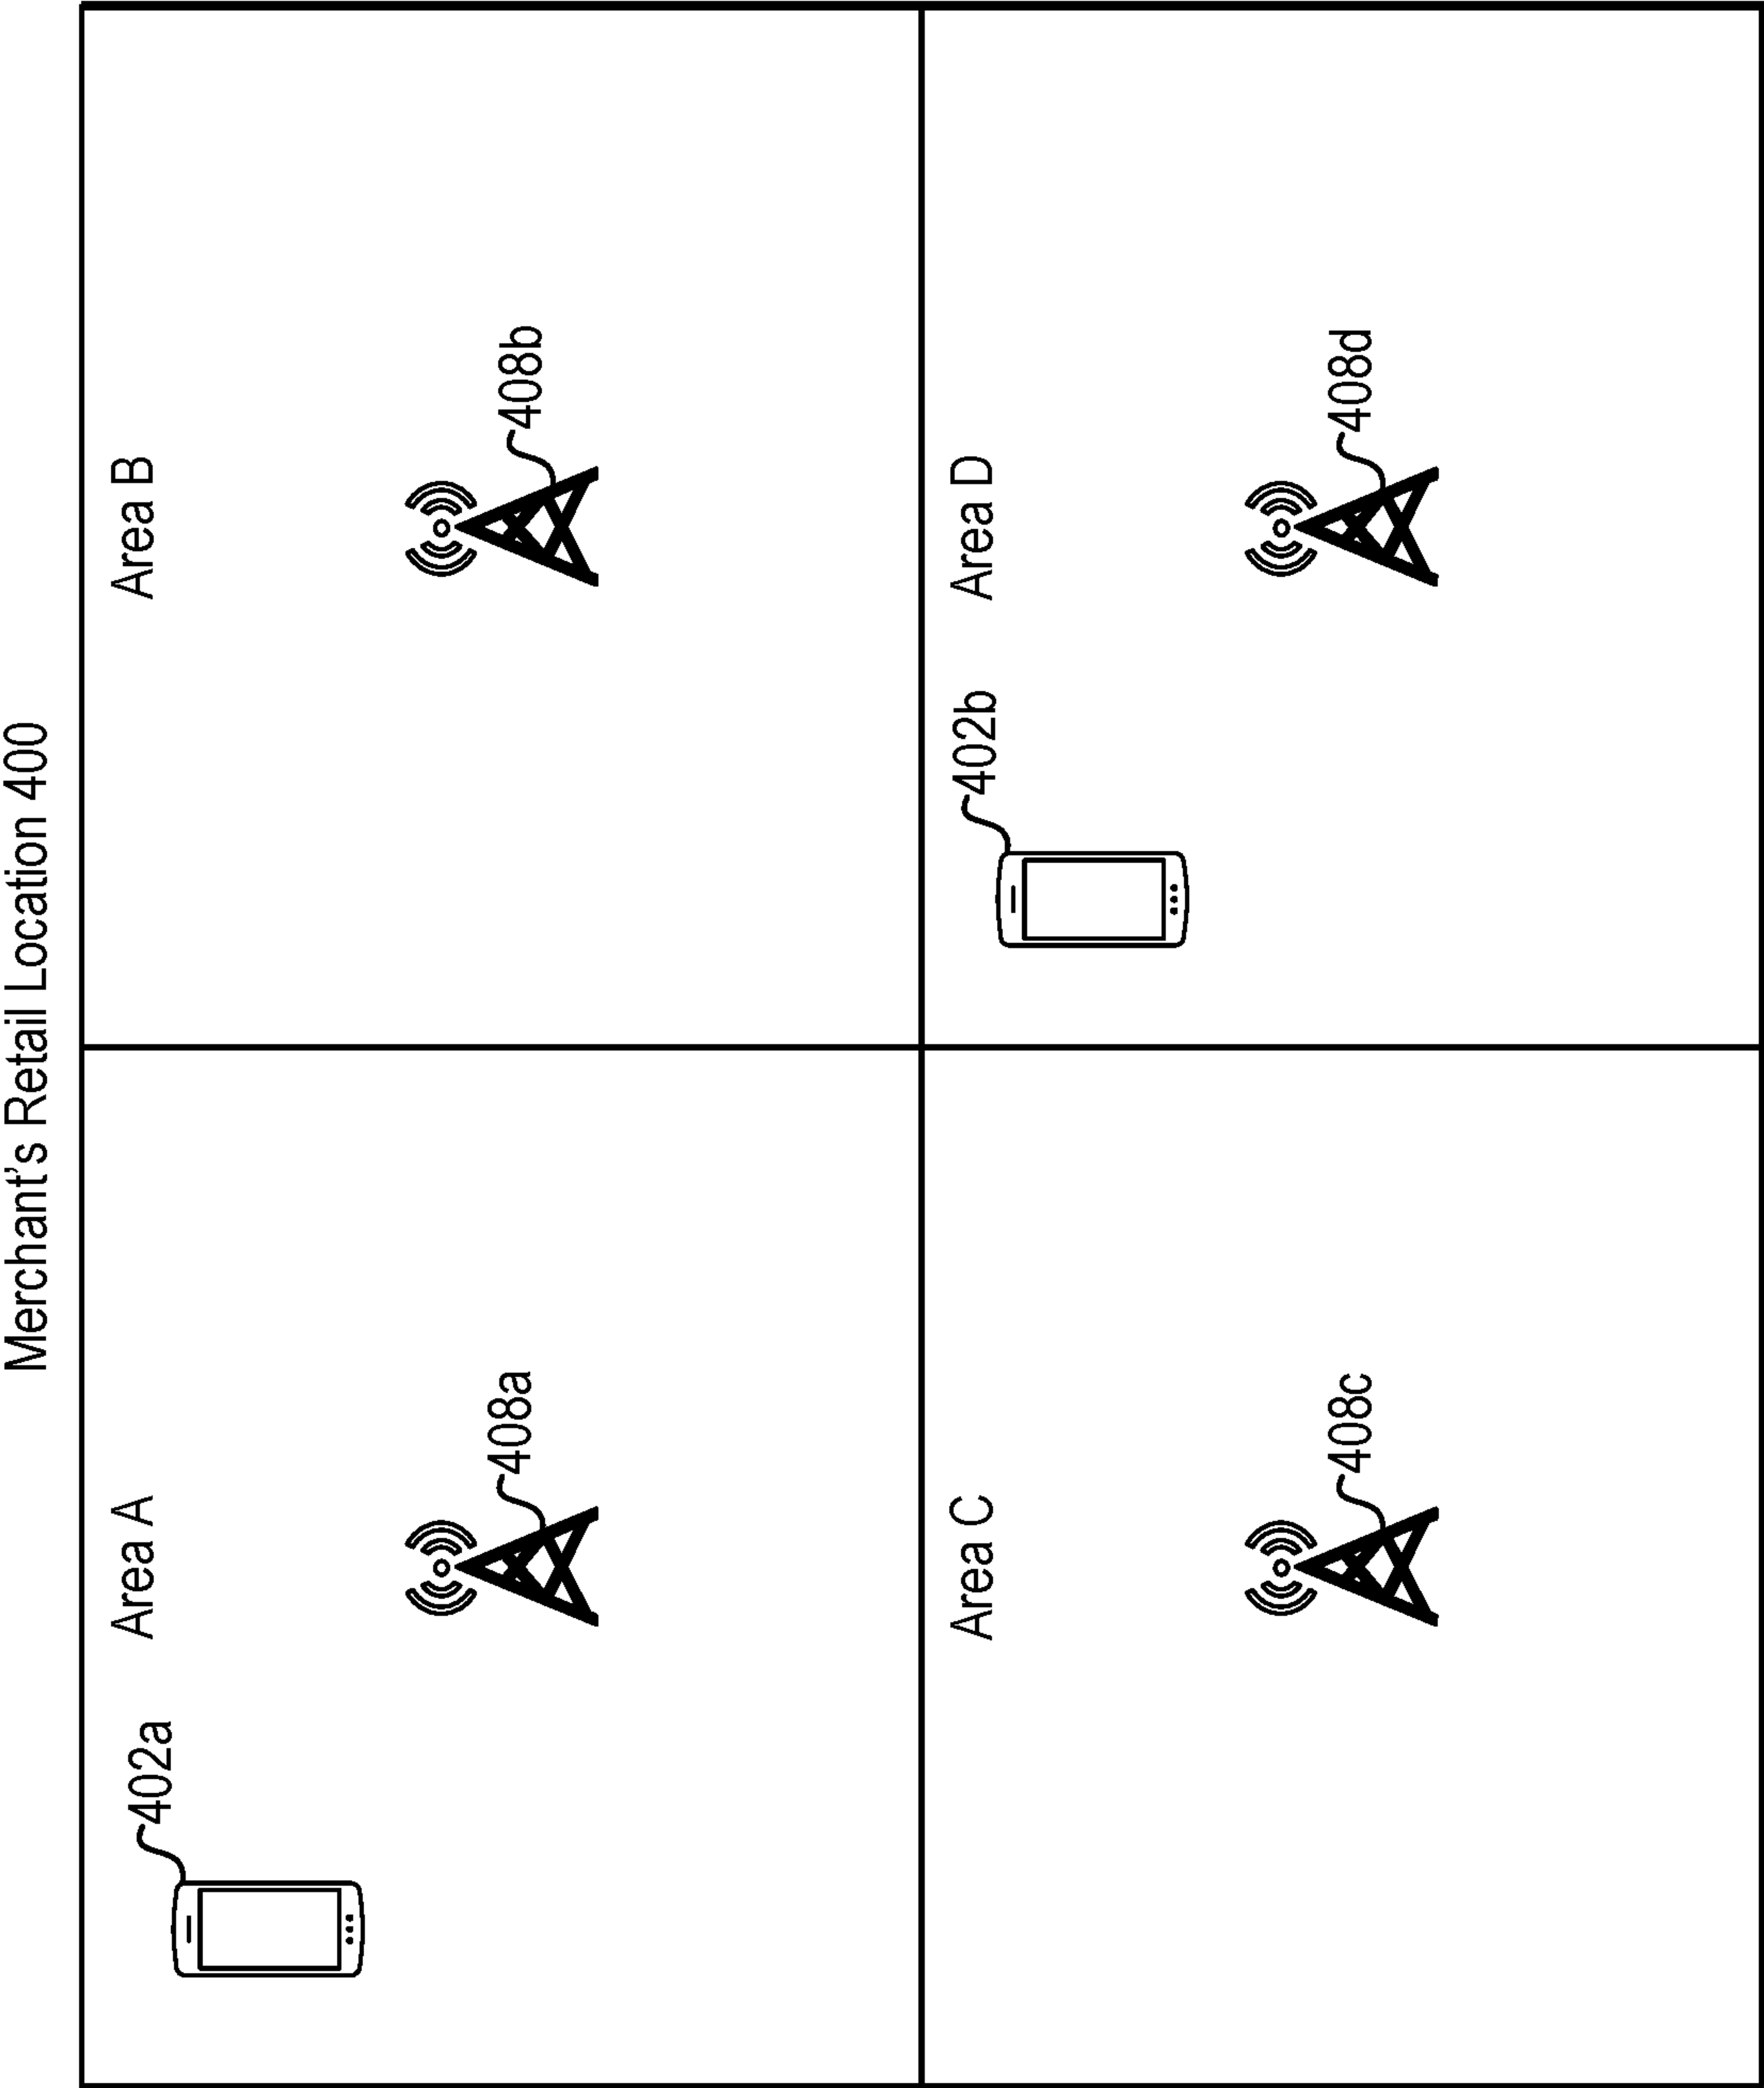 Merchant's Retail Location 400
402a
Area A
408a
Area B
408b
Area C
408c
402b
Area D
408d